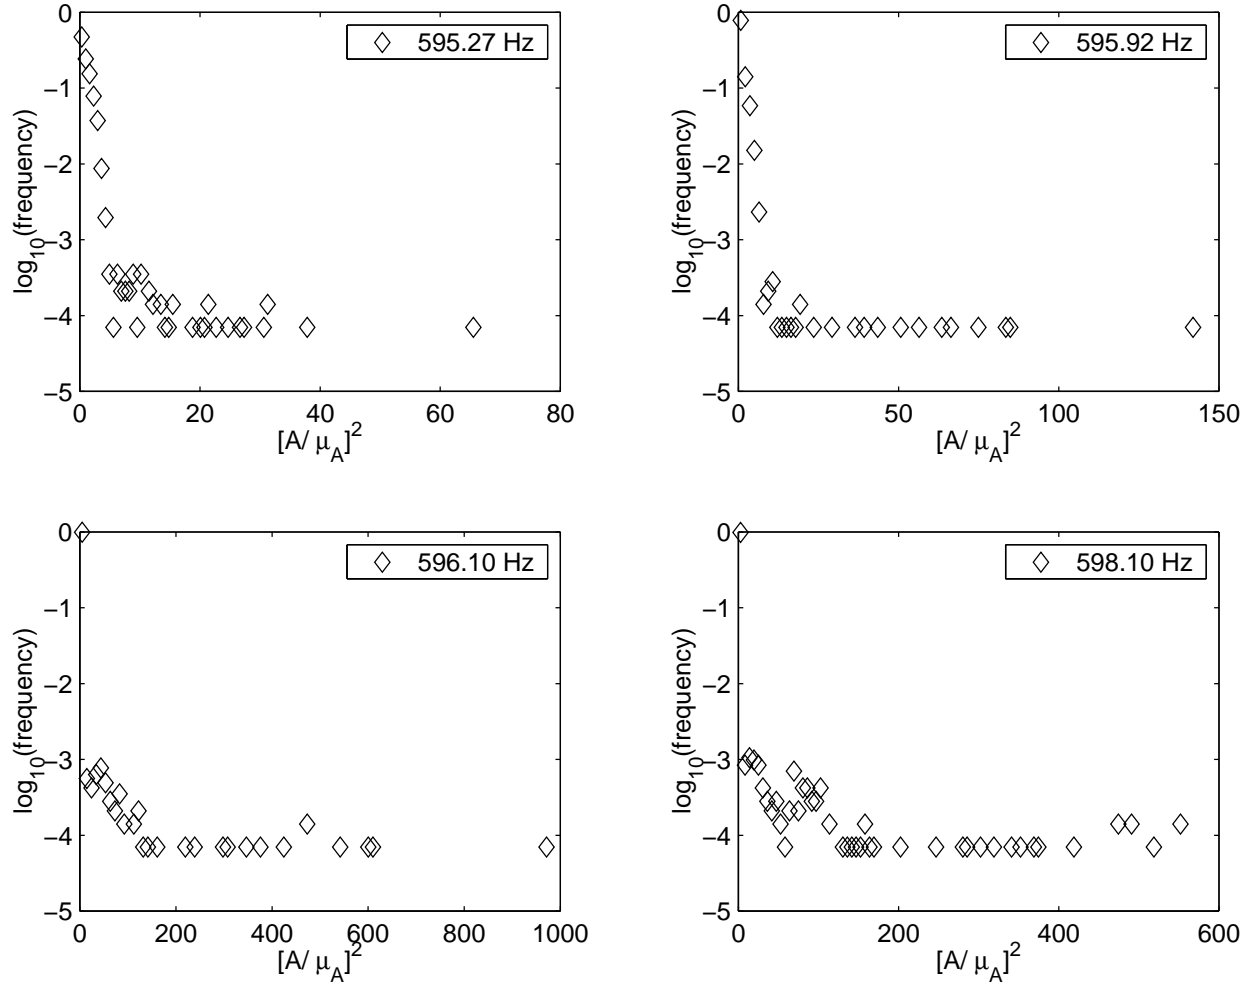 0
−1
−2
−3
−4
−5
log10(frequency)
595.27 Hz
0 20 40 60 80
[A/ μA]2
0
−1
−2
−3
−4
−5
log10(frequency)
595.92 Hz
0 50 100 150
[A/ μA]2
0
−1
−2
−3
−4
−5
log10(frequency)
596.10 Hz
0 200 400 600 800 1000
[A/ μA]2
0
−1
−2
−3
−4
−5
log10(frequency)
598.10 Hz
0 200 400 600
[A/ μA]2